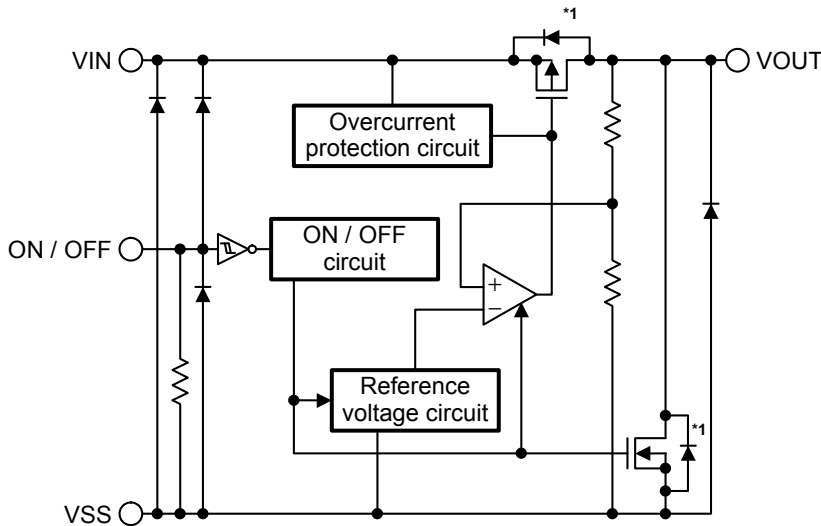 *1
VIN
VOUT
Overcurrent
protection circuit
ON / OFF
ON / OFF
circuit
+
−
Reference
voltage circuit
*1
VSS